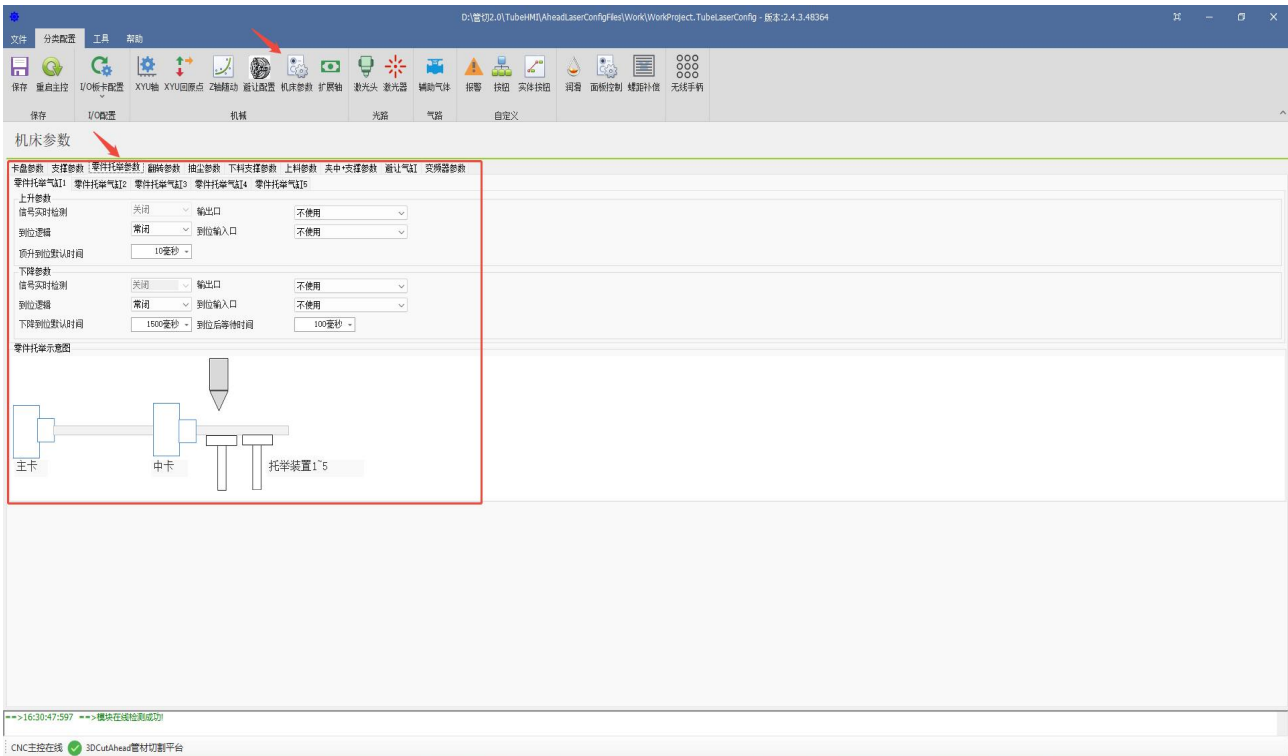 D:\管切2.0\TubeHMI\AheadLaserConfigFiles\Work\WorkProject.TubeLaserConfig - 版本:2.4.3.48364
文件 分类配置 工具 帮助
保存 重启主控 I/O板卡配置 XYU轴 XYU回原点 Z轴随动 避让配置 机床参数 扩展轴 激光头 激光器 辅助气体 报警 按钮 实体按钮 润滑 面板控制 螺距补偿 无线手柄
保存 I/O配置 机械 光路 气路 自定义
机床参数
卡盘参数 支撑参数 零件托举参数 翻转参数 抽尘参数 下料支撑参数 上料参数 夹中+支撑参数 避让气缸 变频器参数
零件托举气缸1 零件托举气缸2 零件托举气缸3 零件托举气缸4 零件托举气缸5
上升参数
信号实时检测 关闭 输出口 不使用
到位逻辑 常闭 到位输入口 不使用
顶升到位默认时间 10毫秒
下降参数
信号实时检测 关闭 输出口 不使用
到位逻辑 常闭 到位输入口 不使用
下降到位默认时间 1500毫秒 到位后等待时间 100毫秒
零件托举示意图
主卡 中卡 托举装置1~5
==>16:30:47:597 ==>模块在线检测成功!
CNC主控在线 3DCutAhead管材切割平台